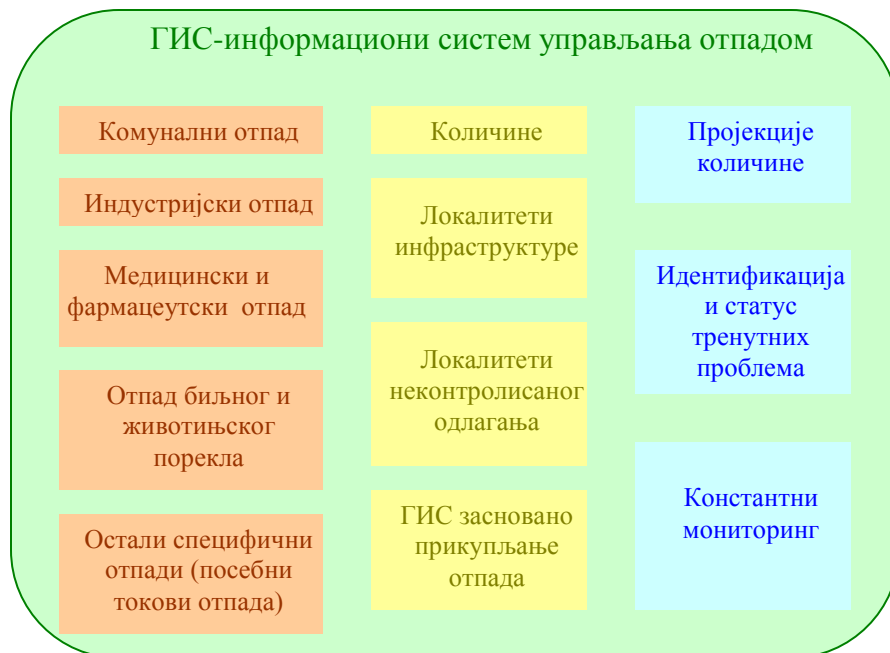 ГИС-информациони систем управљања отпадом
Комунални отпад
Индустријски отпад
Медицински и
фармацеутски отпад
Отпад биљног и
животињског
порекла
Остали специфични
отпади (посебни
токови отпада)
Количине
Локалитети
инфраструктуре
Локалитети
неконтролисаног
одлагања
ГИС засновано
прикупљање
отпада
Пројекције
количине
Идентификација
и статус
тренутних
проблема
Константни
мониторинг